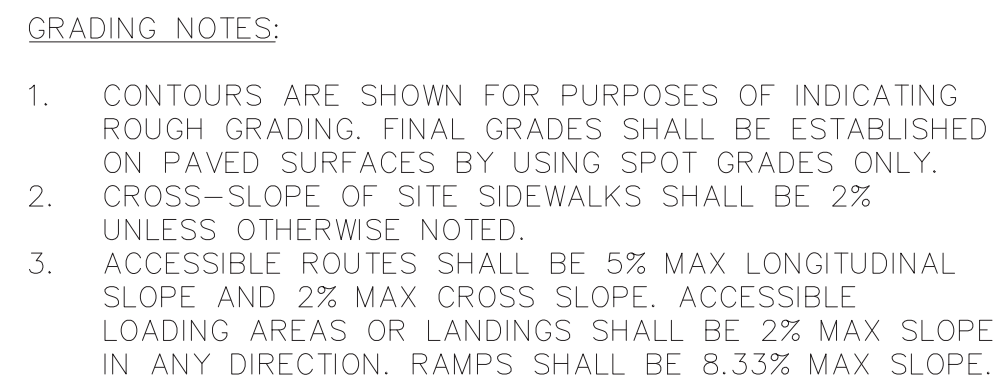 GRADING NOTES:
1. CONTOURS ARE SHOWN FOR PURPOSES OF INDICATING
ROUGH GRADING. FINAL GRADES SHALL BE ESTABLISHED
ON PAVED SURFACES BY USING SPOT GRADES ONLY.
2. CROSS-SLOPE OF SITE SIDEWALKS SHALL BE 2%
UNLESS OTHERWISE NOTED.
3. ACCESSIBLE ROUTES SHALL BE 5% MAX LONGITUDINAL
SLOPE AND 2% MAX CROSS SLOPE. ACCESSIBLE
LOADING AREAS OR LANDINGS SHALL BE 2% MAX SLOPE
IN ANY DIRECTION. RAMPS SHALL BE 8.33% MAX SLOPE.